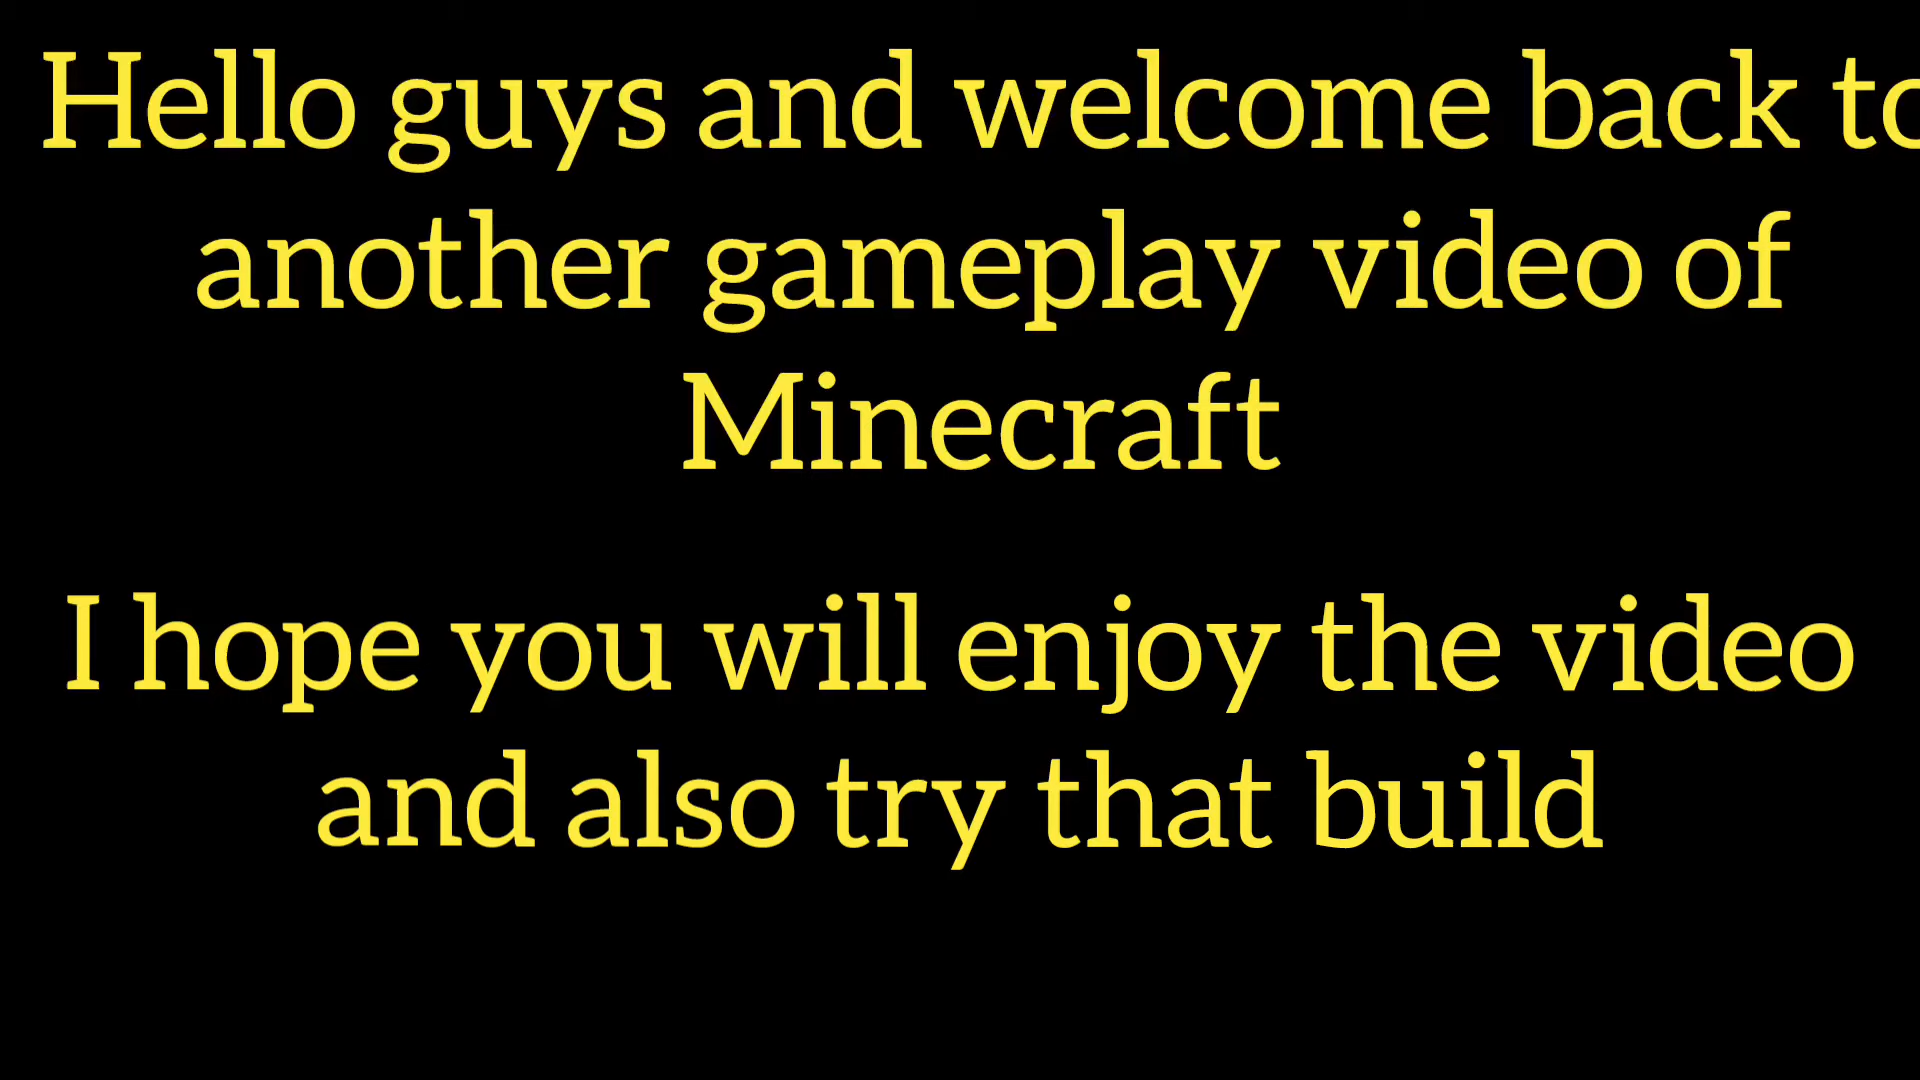 Hello guys and welcome back to
another gameplay video of
Minecraft
I hope you will enjoy the video
and also try that build